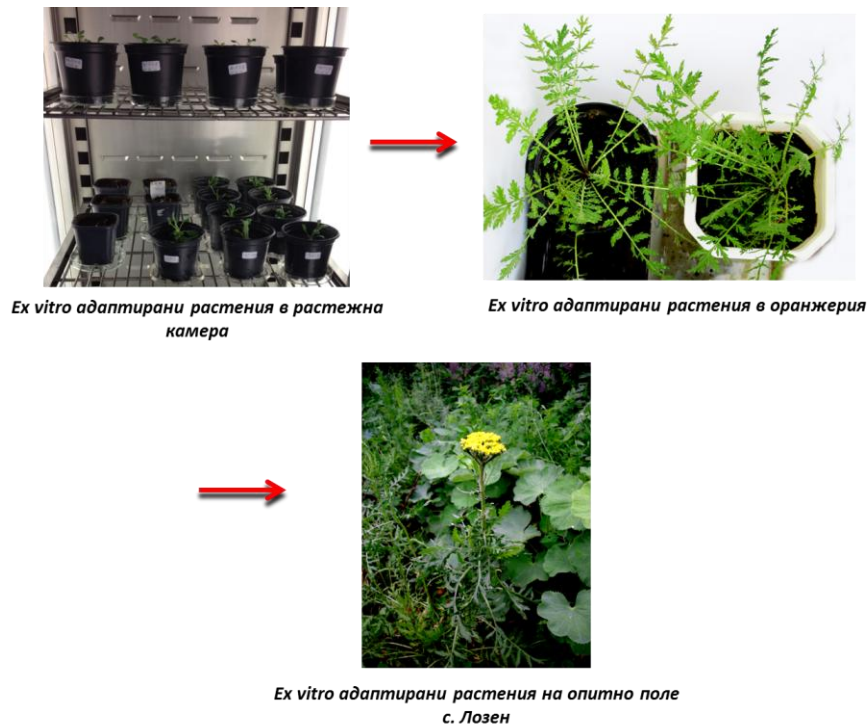 Ex vitro адаптирани растения в растежна
камера
Ex vitro адаптирани растения в оранжерия
Ex vitro адаптирани растения на опитно поле
с. Лозен